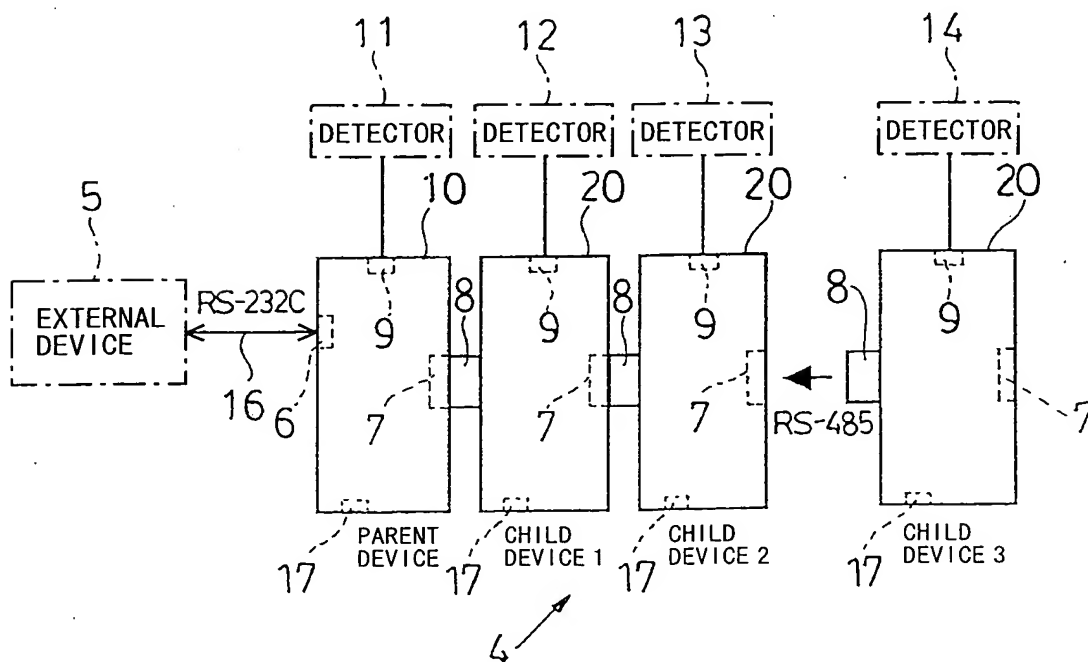 11 12 13 14
DETECTOR DETECTOR DETECTOR DETECTOR
5 10 20 20 20
EXTERNAL
DEVICE
RS-232C
8 8 8
9 9 9 9
16 6 7 7 7 RS-485 7
17 PARENT
DEVICE
17 CHILD
DEVICE 1
17 CHILD
DEVICE 2
17 CHILD
DEVICE 3
4